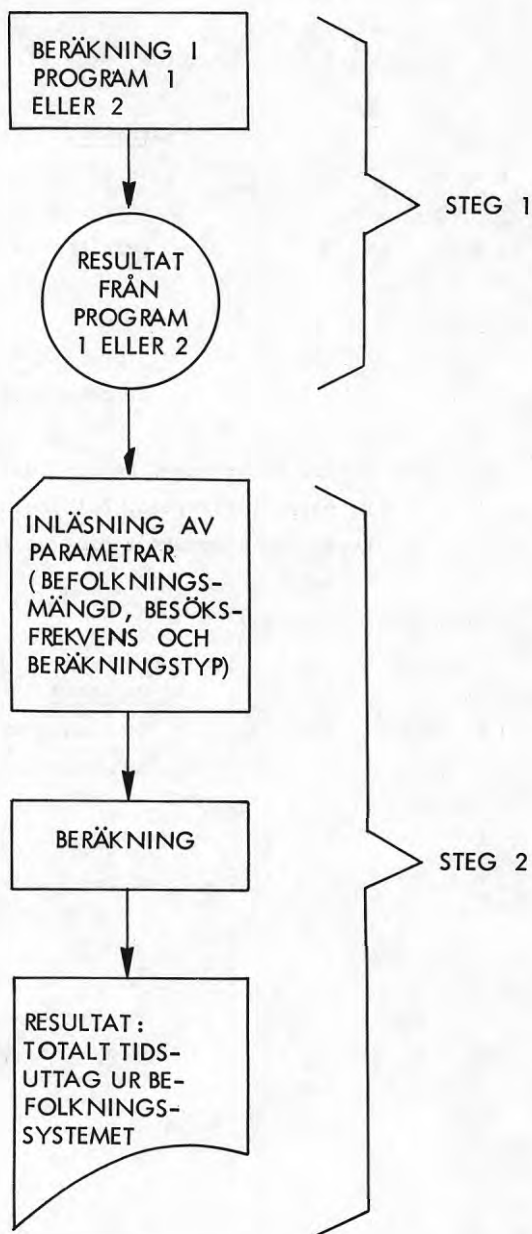 BERÄKNING I
PROGRAM 1
ELLER 2
STEG 1
RESULTAT
FRÅN
PROGRAM
1 ELLER 2
INLÄSNING AV
PARAMETRAR
(BEFOLKNINGS-
MÄNGD, BESÖKS-
FREKVENS OCH
BERÄKNINGSTYP)
BERÄKNING
STEG 2
RESULTAT:
TOTALT TIDS-
UTTAG UR BE-
FOLKNINGS-
SYSTEMET